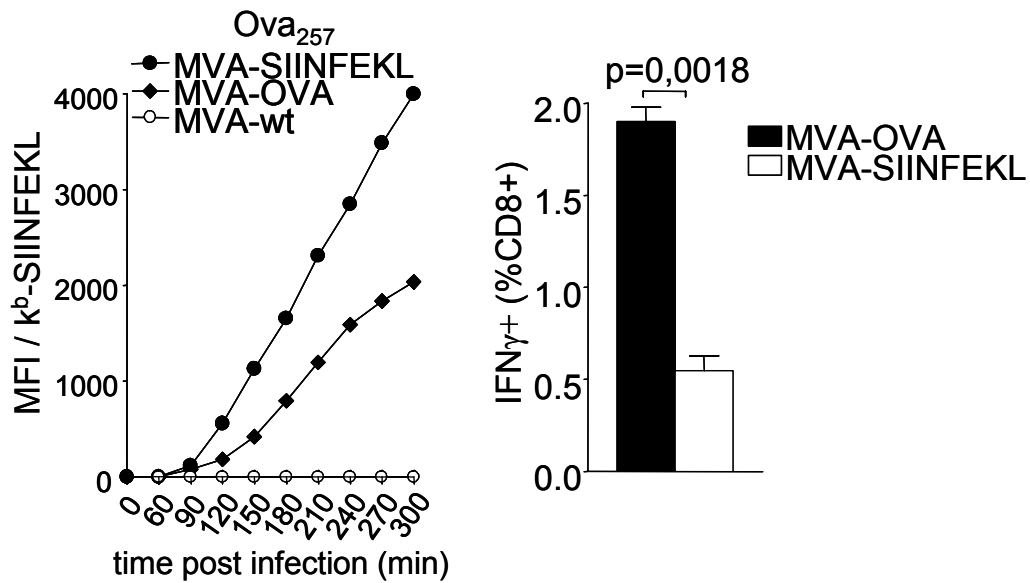 Ova257
MVA-SIINFEKL
MVA-OVA
MVA-wt
4000
3000
2000
1000
0
MFI / kb-SIINFEKL
0 60 90 120 150 180 210 240 270 300
time post infection (min)
p=0,0018
2.0
1.5
1.0
0.5
0.0
IFNγ+ (%CD8+)
MVA-OVA
MVA-SIINFEKL